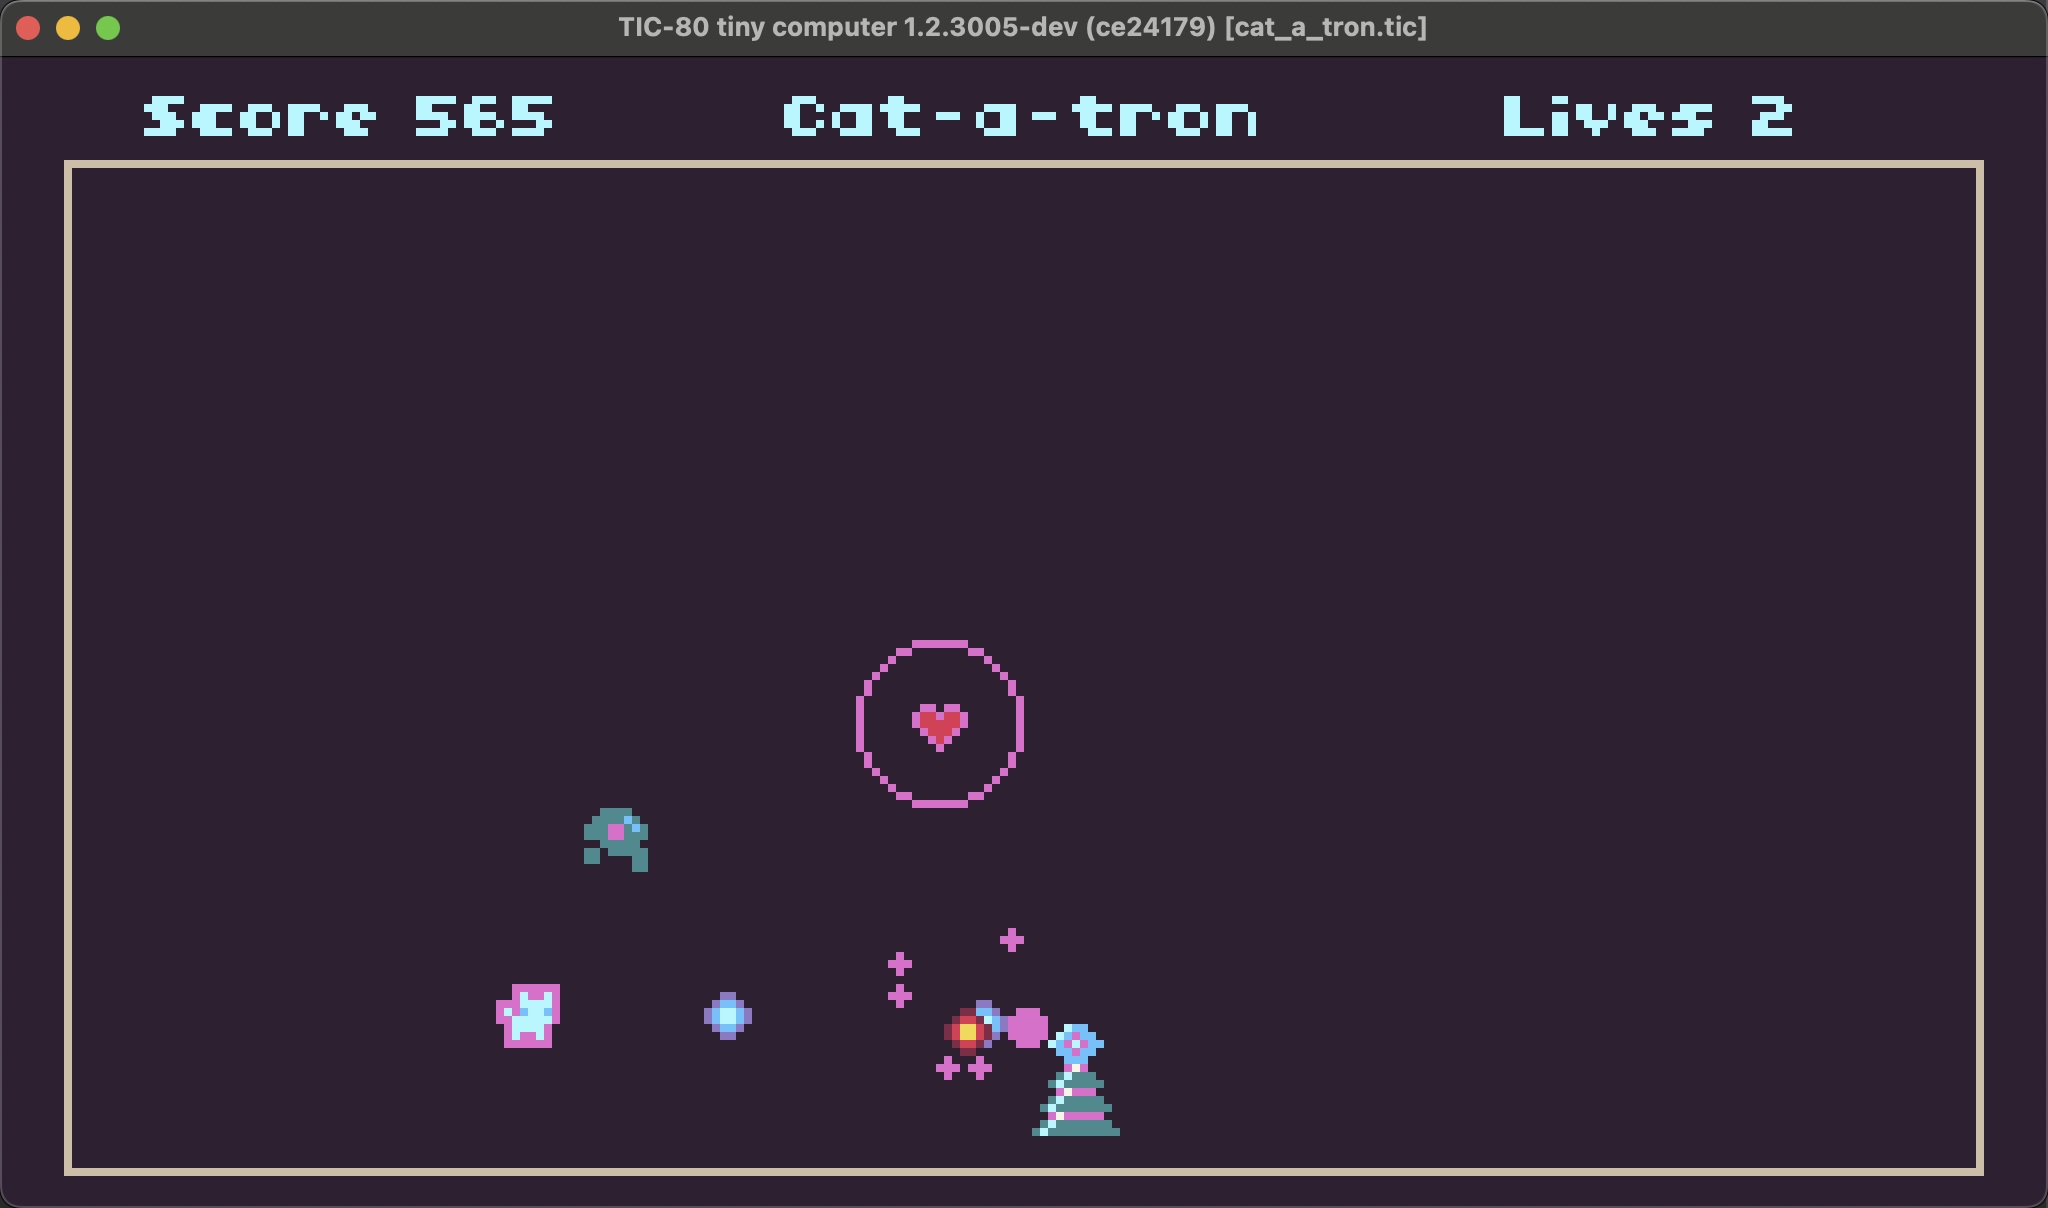 TIC-80 tiny computer 1.2.3005-dev (ce24179) [cat_a_tron.tic]
Score 565 Cat-a-tron Lives 2